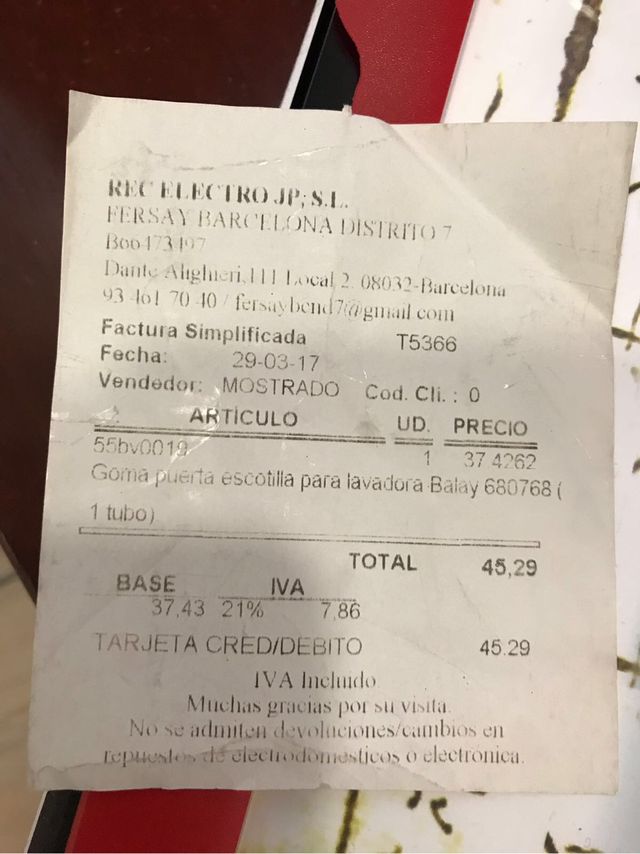 REC ELECTRO JP, S.L.
FERSAY BARCELONA DISTRITO 7
B66473497
Dante Alighieri,111 Local 2. 08032-Barcelona
93 461 70 40 / fersaybcnd7@gmail.com
Factura Simplificada T5366
Fecha: 29-03-17
Vendedor: MOSTRADO Cod. Cli. : 0
ARTÍCULO UD. PRECIO
55bv0019 1 37.4262
Goma puerta escotilla para lavadora Balay 680768 (
1 tubo)
TOTAL 45,29
BASE IVA
37,43 21% 7,86
TARJETA CRED/DEBITO 45.29
IVA Incluido.
Muchas gracias por su visita.
No se admiten devoluciones/cambios en
repuestos de electrodomesticos o electrónica.